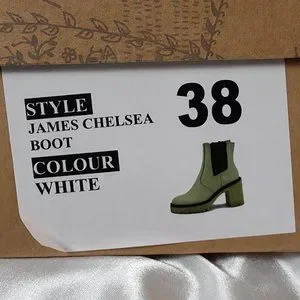 STYLE
JAMES CHELSEA
BOOT
COLOUR
WHITE
38